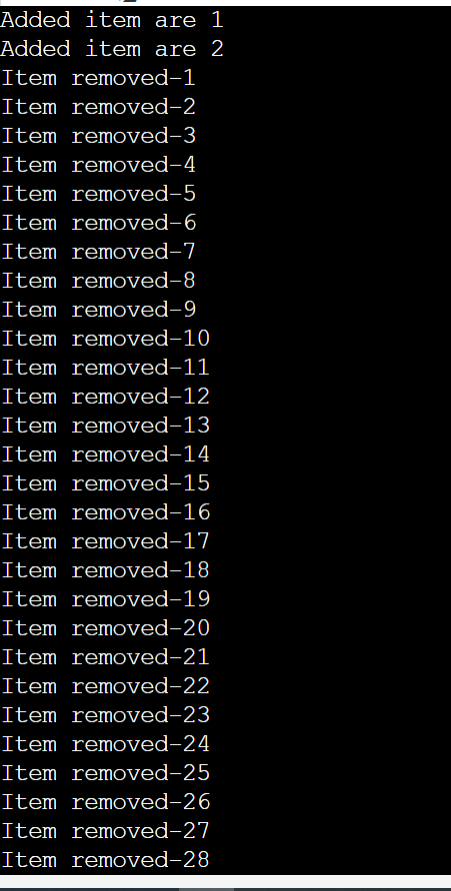 Added item are 1
Added item are 2
Item removed-1
Item removed-2
Item removed-3
Item removed-4
Item removed-5
Item removed-6
Item removed-7
Item removed-8
Item removed-9
Item removed-10
Item removed-11
Item removed-12
Item removed-13
Item removed-14
Item removed-15
Item removed-16
Item removed-17
Item removed-18
Item removed-19
Item removed-20
Item removed-21
Item removed-22
Item removed-23
Item removed-24
Item removed-25
Item removed-26
Item removed-27
Item removed-28